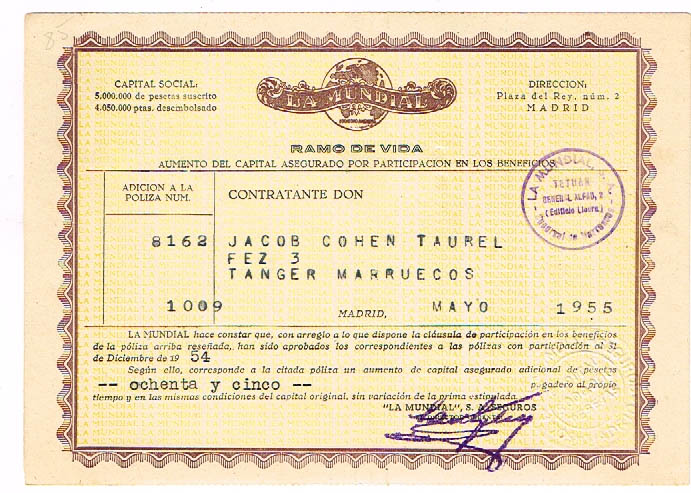 85
CAPITAL SOCIAL:
5.000.000 de pesetas suscrito
4.050.000 ptas. desembolsado
LA MUNDIAL
DIRECCION:
Plaza del Rey, núm. 2
MADRID
RAMO DE VIDA
AUMENTO DEL CAPITAL ASEGURADO POR PARTICIPACION EN LOS BENEFICIOS
ADICION A LA
POLIZA NUM.
CONTRATANTE DON
LA MUNDIAL, S. A.
TETUAN
GENERAL ALFAU, 2
8162 JACOB COHEN TAUREL
FEZ 3
TANGER MARRUECOS
1009 MADRID, MAYO 1955
LA MUNDIAL hace constar que, con arreglo a lo que dispone la cláusula de participación en los beneficios
de la póliza arriba reseñada, han sido aprobados los correspondientes a las pólizas con participación al 31
de Diciembre de 19 54
Según ello, corresponde a la citada póliza un aumento de capital asegurado adicional de pesetas
-- ochenta y cinco -- pagadero al propio
tiempo y en las mismas condiciones del capital original, sin variación de la prima estipulada.
"LA MUNDIAL", S. A. SEGUROS